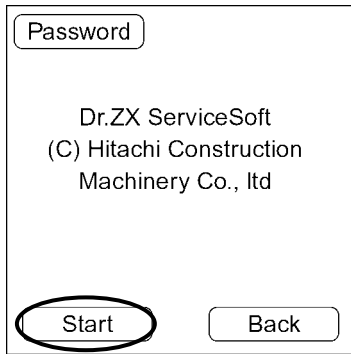 Password
Dr.ZX ServiceSoft
(C) Hitachi Construction
Machinery Co., ltd
Start Back